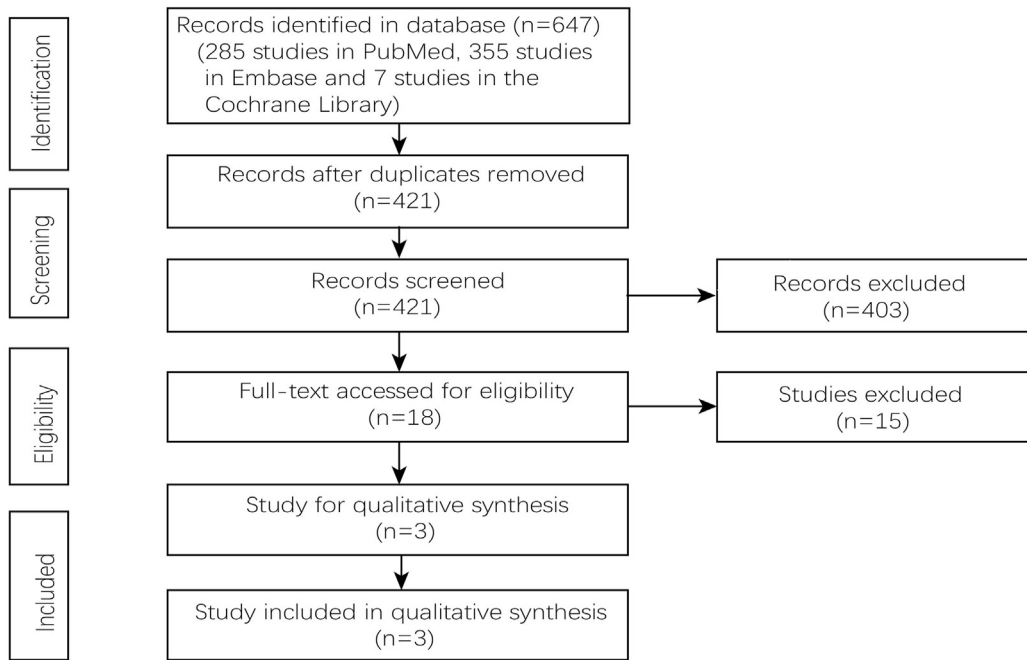 Identification
Records identified in database (n=647)
(285 studies in PubMed, 355 studies
in Embase and 7 studies in the
Cochrane Library)
Records after duplicates removed
(n=421)
Screening
Records screened
(n=421)
Records excluded
(n=403)
Eligibility
Full-text accessed for eligibility
(n=18)
Studies excluded
(n=15)
Study for qualitative synthesis
(n=3)
Included
Study included in qualitative synthesis
(n=3)